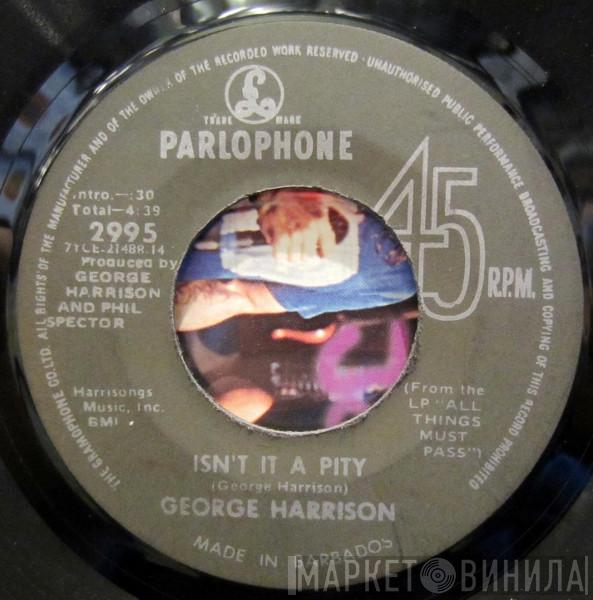 THE GRAMOPHONE CO. LTD. ALL RIGHTS OF THE MANUFACTURER AND OF THE OWNER OF THE RECORDED WORK RESERVED · UNAUTHORISED PUBLIC PERFORMANCE BROADCASTING AND COPYING OF THIS RECORD PROHIBITED
£
TRADE MARK
PARLOPHONE
45
R.P.M.
Intro.—:30
Total—4:39
2995
7YCE-21488R.14
Produced by
GEORGE
HARRISON
AND PHIL
SPECTOR
Harrisongs
Music, Inc.
BMI
(From the
LP "ALL
THINGS
MUST
PASS")
ISN'T IT A PITY
(George Harrison)
GEORGE HARRISON
MADE IN BARBADOS
МАРКЕТ ВИНИЛА